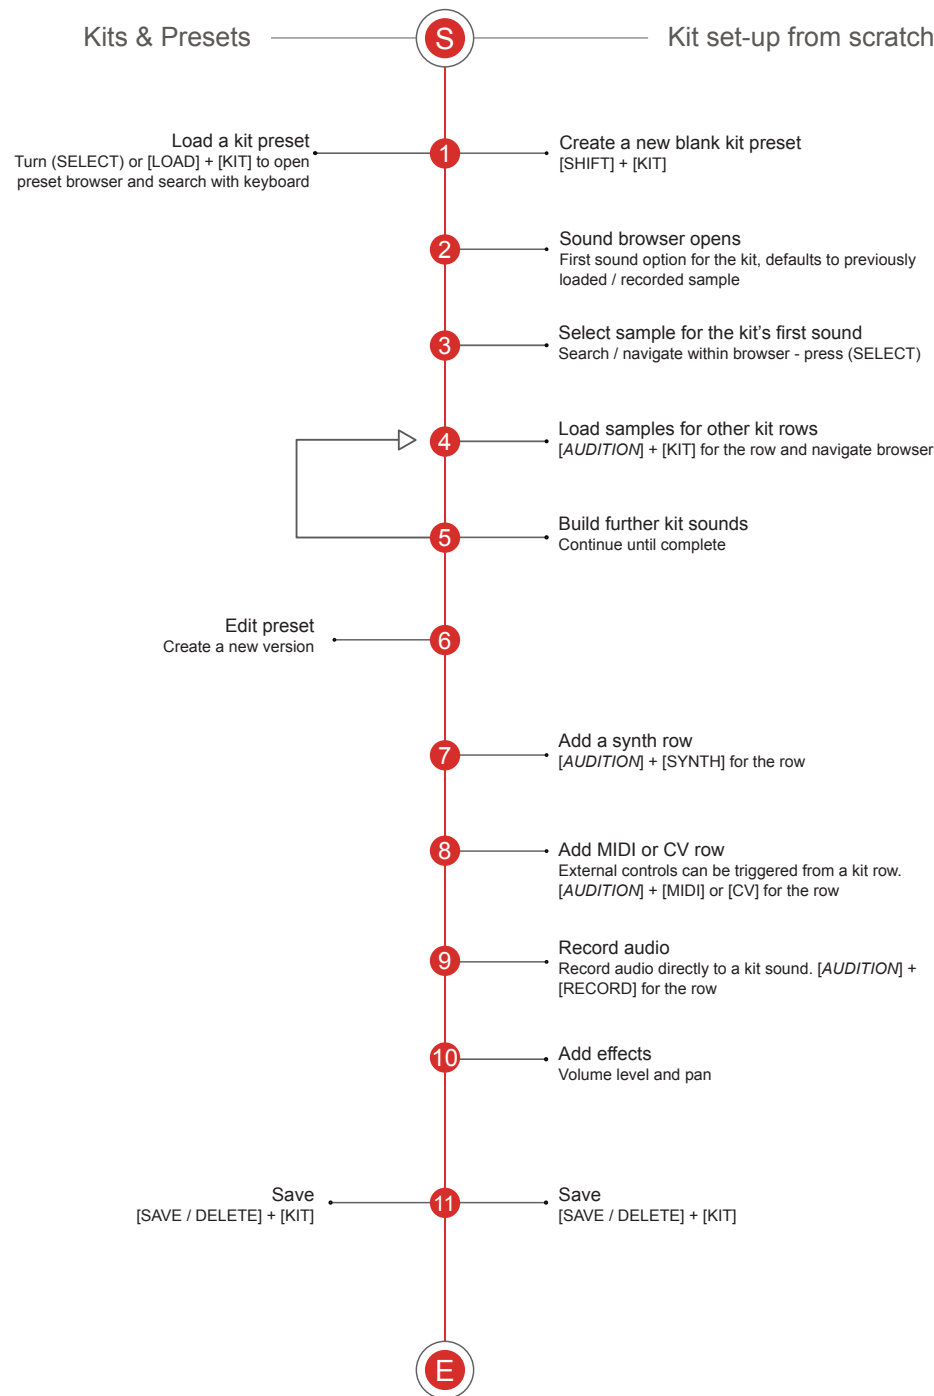 Kits & Presets
S
Kit set-up from scratch
Load a kit preset
Turn (SELECT) or [LOAD] + [KIT] to open
preset browser and search with keyboard
1
Create a new blank kit preset
[SHIFT] + [KIT]
2
Sound browser opens
First sound option for the kit, defaults to previously
loaded / recorded sample
3
Select sample for the kit’s first sound
Search / navigate within browser - press (SELECT)
4
Load samples for other kit rows
[AUDITION] + [KIT] for the row and navigate browser
5
Build further kit sounds
Continue until complete
Edit preset
Create a new version
6
7
Add a synth row
[AUDITION] + [SYNTH] for the row
8
Add MIDI or CV row
External controls can be triggered from a kit row.
[AUDITION] + [MIDI] or [CV] for the row
9
Record audio
Record audio directly to a kit sound. [AUDITION] +
[RECORD] for the row
10
Add effects
Volume level and pan
Save
[SAVE / DELETE] + [KIT]
11
Save
[SAVE / DELETE] + [KIT]
E